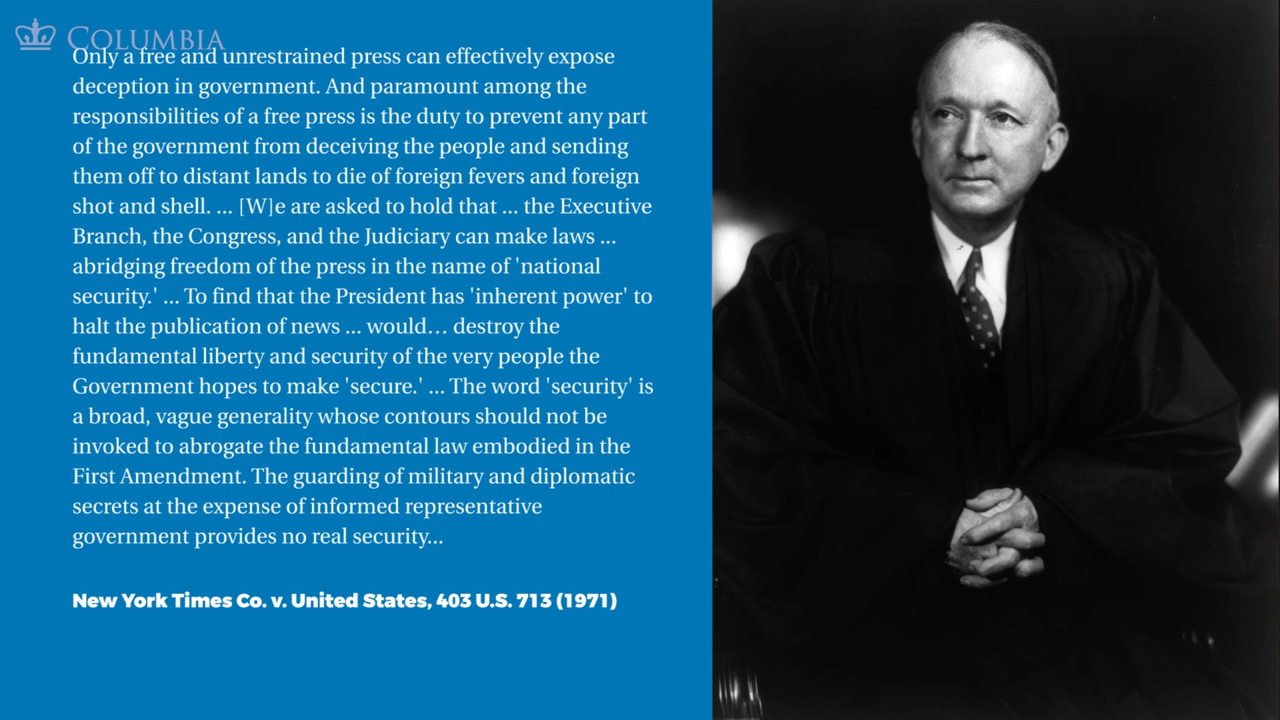 COLUMBIA
Only a free and unrestrained press can effectively expose
deception in government. And paramount among the
responsibilities of a free press is the duty to prevent any part
of the government from deceiving the people and sending
them off to distant lands to die of foreign fevers and foreign
shot and shell. ... [W]e are asked to hold that ... the Executive
Branch, the Congress, and the Judiciary can make laws ...
abridging freedom of the press in the name of 'national
security.' ... To find that the President has 'inherent power' to
halt the publication of news ... would… destroy the
fundamental liberty and security of the very people the
Government hopes to make 'secure.' ... The word 'security' is
a broad, vague generality whose contours should not be
invoked to abrogate the fundamental law embodied in the
First Amendment. The guarding of military and diplomatic
secrets at the expense of informed representative
government provides no real security...
New York Times Co. v. United States, 403 U.S. 713 (1971)